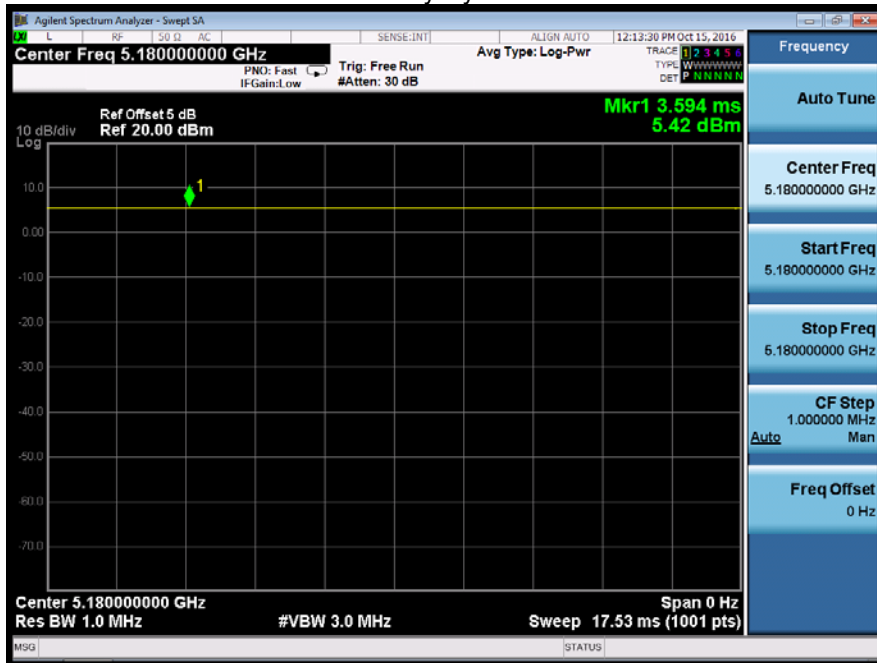 Agilent Spectrum Analyzer - Swept SA
L RF 50 Ω AC SENSE:INT ALIGN AUTO 12:13:30 PM Oct 15, 2016
Center Freq 5.180000000 GHz
PNO: Fast
IFGain:Low
Trig: Free Run
#Atten: 30 dB
Avg Type: Log-Pwr
TRACE 1 2 3 4 5 6
TYPE WWWWWW
DET P N N N N N
Ref Offset 5 dB
Ref 20.00 dBm
10 dB/div
Log
Mkr1 3.594 ms
5.42 dBm
1
10.0
0.00
-10.0
-20.0
-30.0
-40.0
-50.0
-60.0
-70.0
Center 5.180000000 GHz
Span 0 Hz
Res BW 1.0 MHz
#VBW 3.0 MHz
Sweep 17.53 ms (1001 pts)
MSG
STATUS
Frequency
Auto Tune
Center Freq
5.180000000 GHz
Start Freq
5.180000000 GHz
Stop Freq
5.180000000 GHz
CF Step
1.000000 MHz
Auto Man
Freq Offset
0 Hz